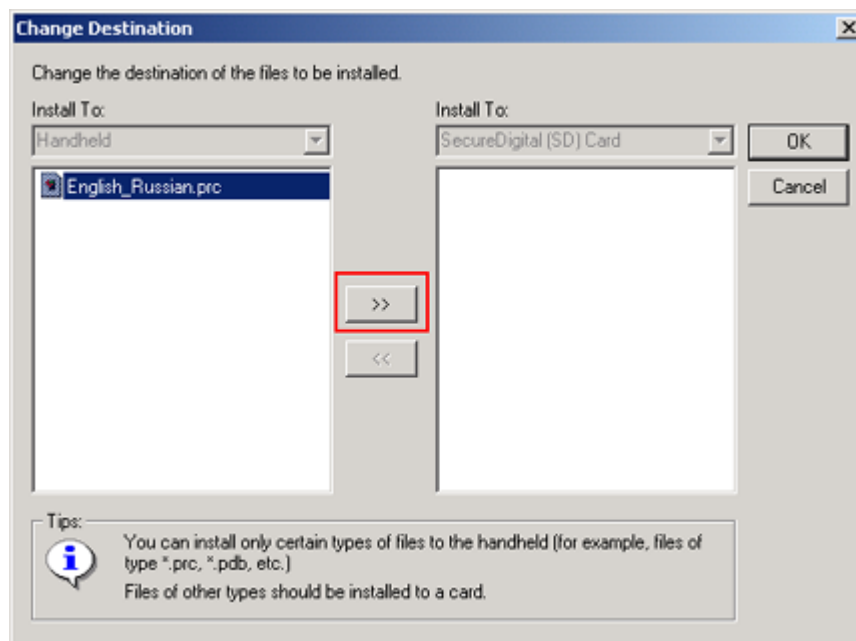 Change Destination
Change the destination of the files to be installed.
Install To:
Handheld
English_Russian.prc
>>
<<
Install To:
SecureDigital (SD) Card
OK
Cancel
Tips:
You can install only certain types of files to the handheld (for example, files of
type *.prc, *.pdb, etc.)
Files of other types should be installed to a card.